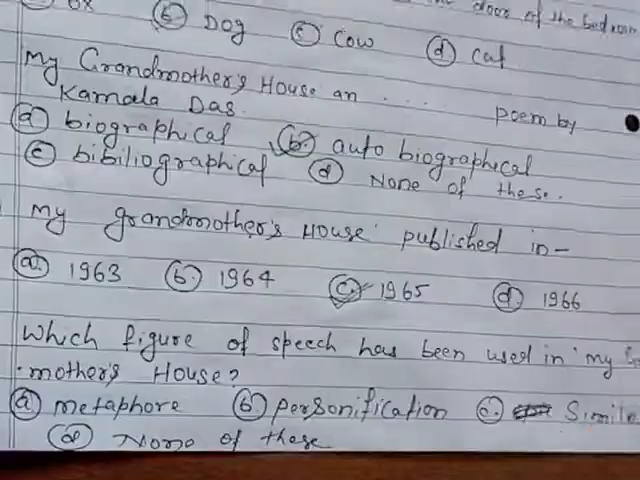 door of the bedroom
ox (b) Dog (c) Cow (d) Cat
My Grandmother's House an .... poem by
Kamala Das.
(a) biographical (b) auto biographical
(c) bibiliographical (d) None of these.
My grandmother's House published in-
(a) 1963 (b) 1964 (c) 1965 (d) 1966
Which figure of speech has been used in 'my
mother's House?
(a) metaphore (b) personification (c) Simile
(d) None of these